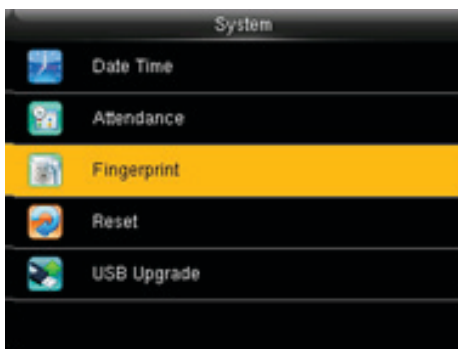 System
Date Time
Attendance
Fingerprint
Reset
USB Upgrade